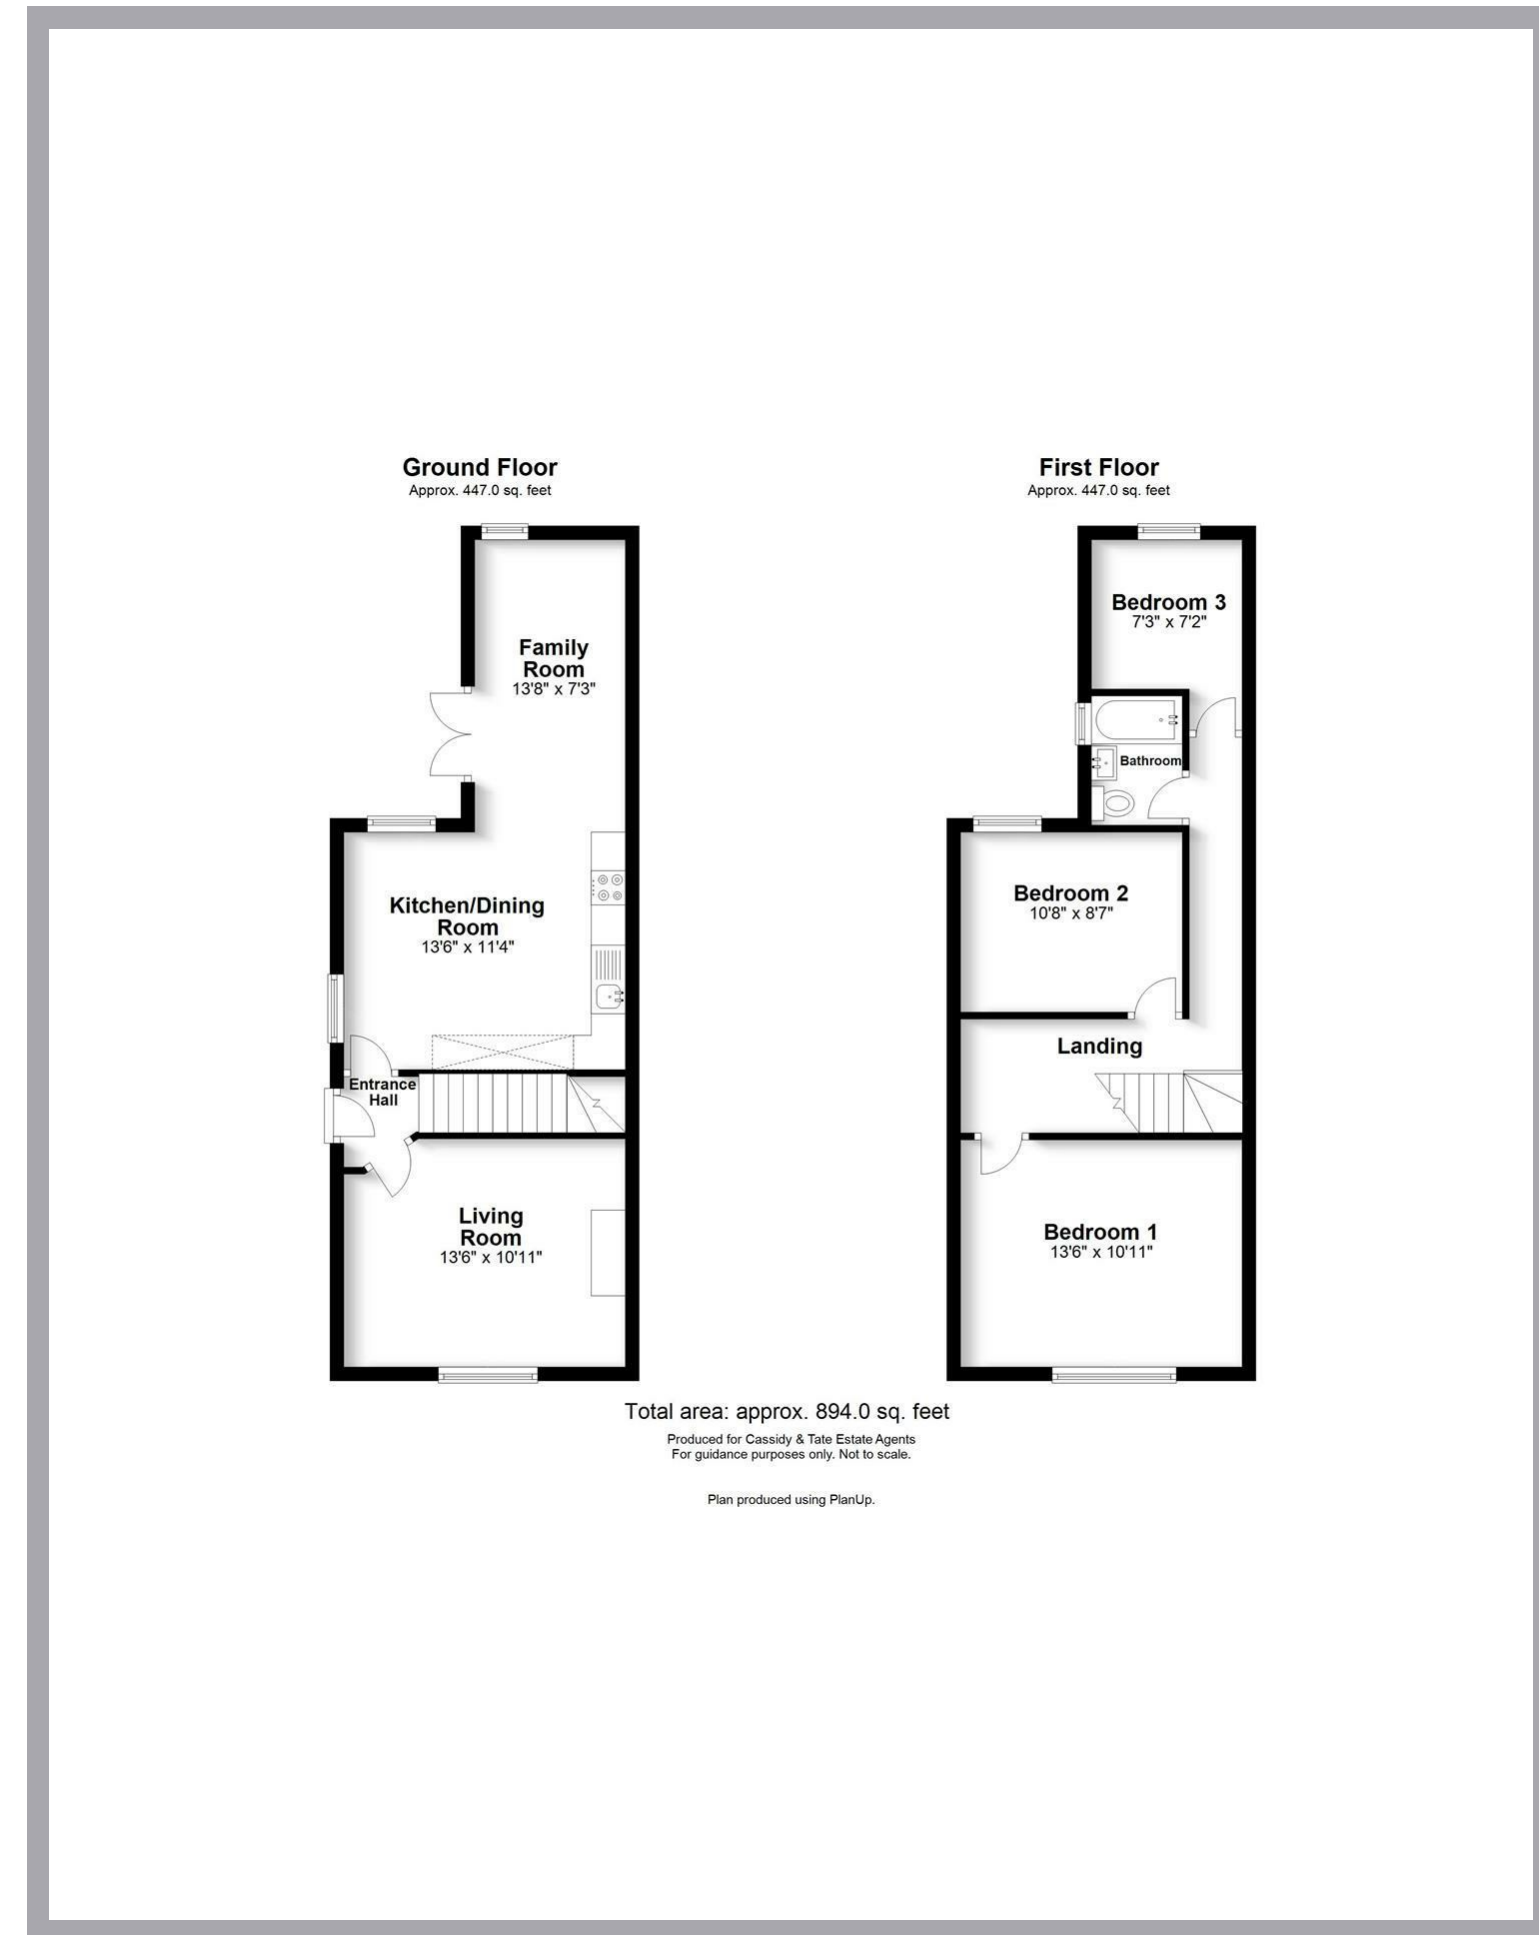 Ground Floor
Approx. 447.0 sq. feet
Family
Room
13'8" x 7'3"
Kitchen/Dining
Room
13'6" x 11'4"
Entrance
Hall
Living
Room
13'6" x 10'11"
First Floor
Approx. 447.0 sq. feet
Bedroom 3
7'3" x 7'2"
Bathroom
Bedroom 2
10'8" x 8'7"
Landing
Bedroom 1
13'6" x 10'11"
Total area: approx. 894.0 sq. feet
Produced for Cassidy & Tate Estate Agents
For guidance purposes only. Not to scale.
Plan produced using PlanUp.